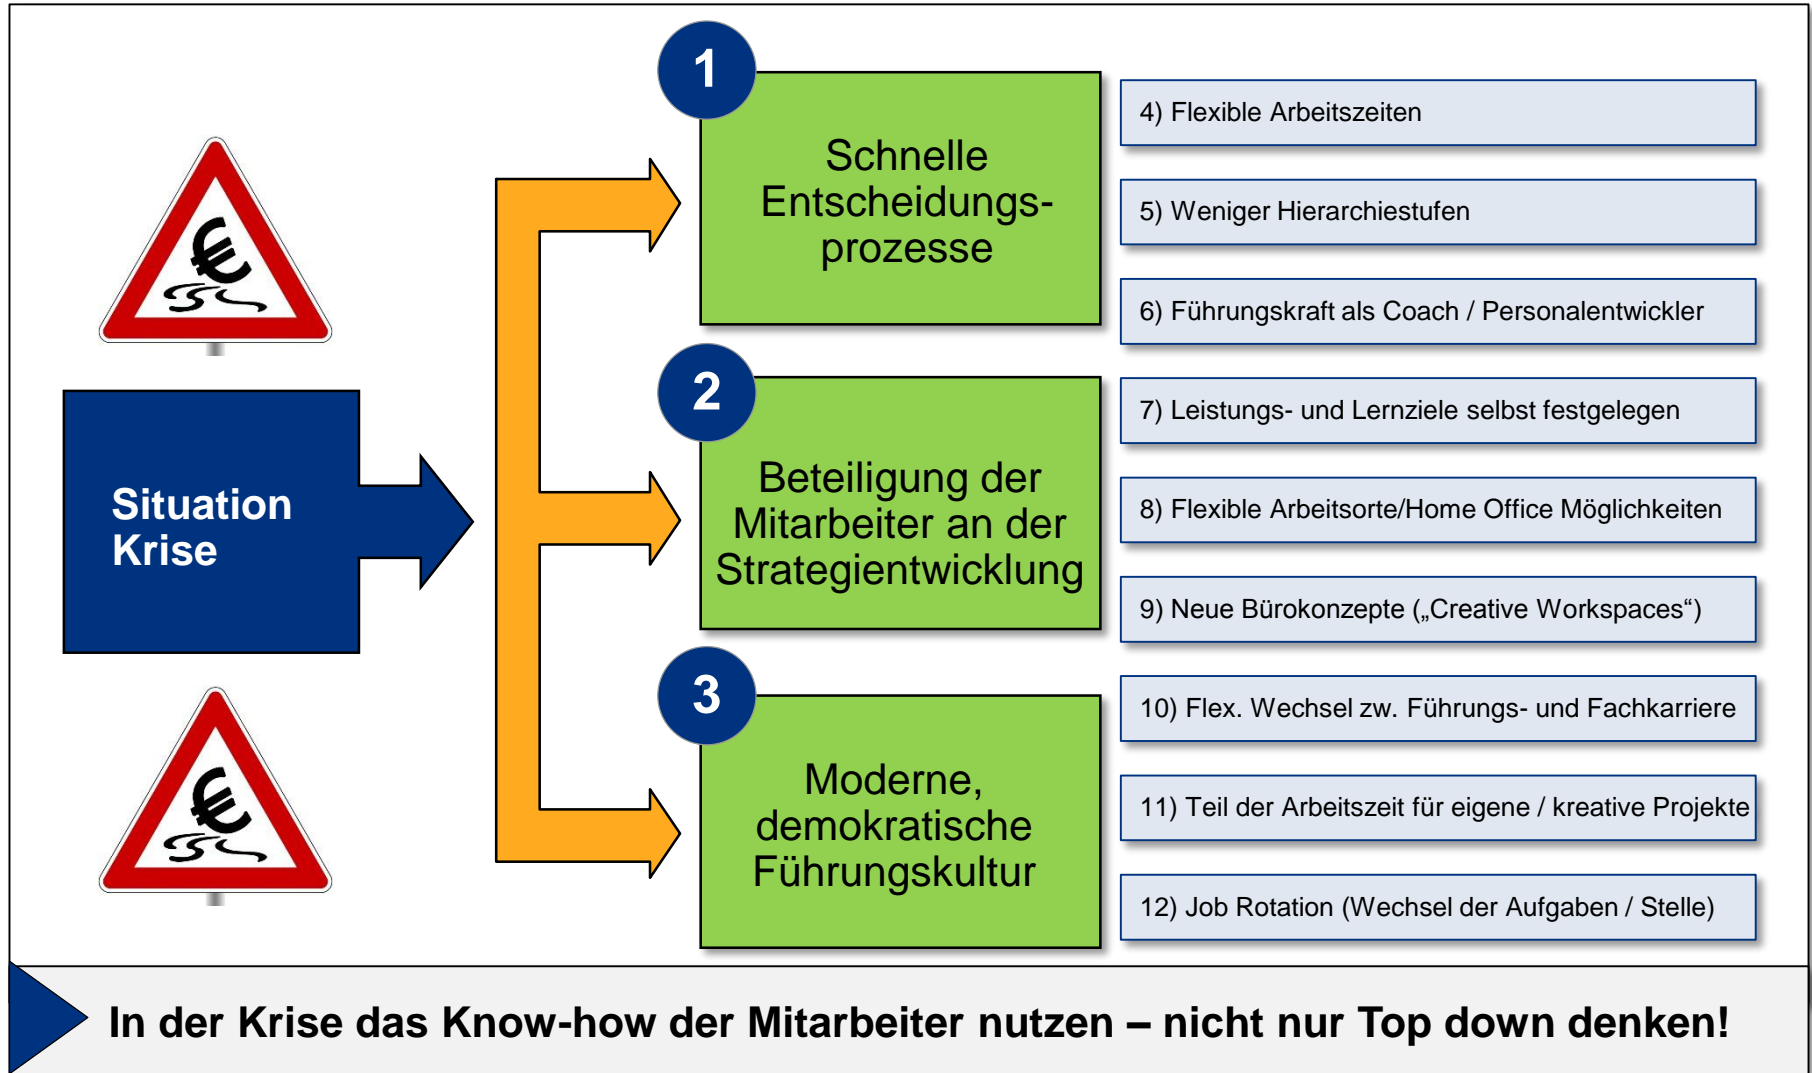 Situation
Krise
1
Schnelle
Entscheidungs-
prozesse
2
Beteiligung der
Mitarbeiter an der
Strategientwicklung
3
Moderne,
demokratische
Führungskultur
4) Flexible Arbeitszeiten
5) Weniger Hierarchiestufen
6) Führungskraft als Coach / Personalentwickler
7) Leistungs- und Lernziele selbst festgelegen
8) Flexible Arbeitsorte/Home Office Möglichkeiten
9) Neue Bürokonzepte („Creative Workspaces“)
10) Flex. Wechsel zw. Führungs- und Fachkarriere
11) Teil der Arbeitszeit für eigene / kreative Projekte
12) Job Rotation (Wechsel der Aufgaben / Stelle)
€
€
In der Krise das Know-how der Mitarbeiter nutzen – nicht nur Top down denken!